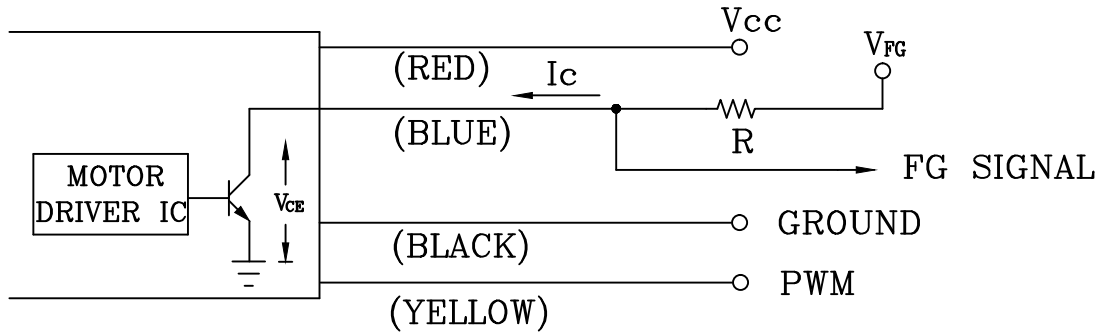 Vcc
VFG
(RED)
Ic
(BLUE)
R
FG SIGNAL
MOTOR
DRIVER IC
VCE
GROUND
(BLACK)
PWM
(YELLOW)